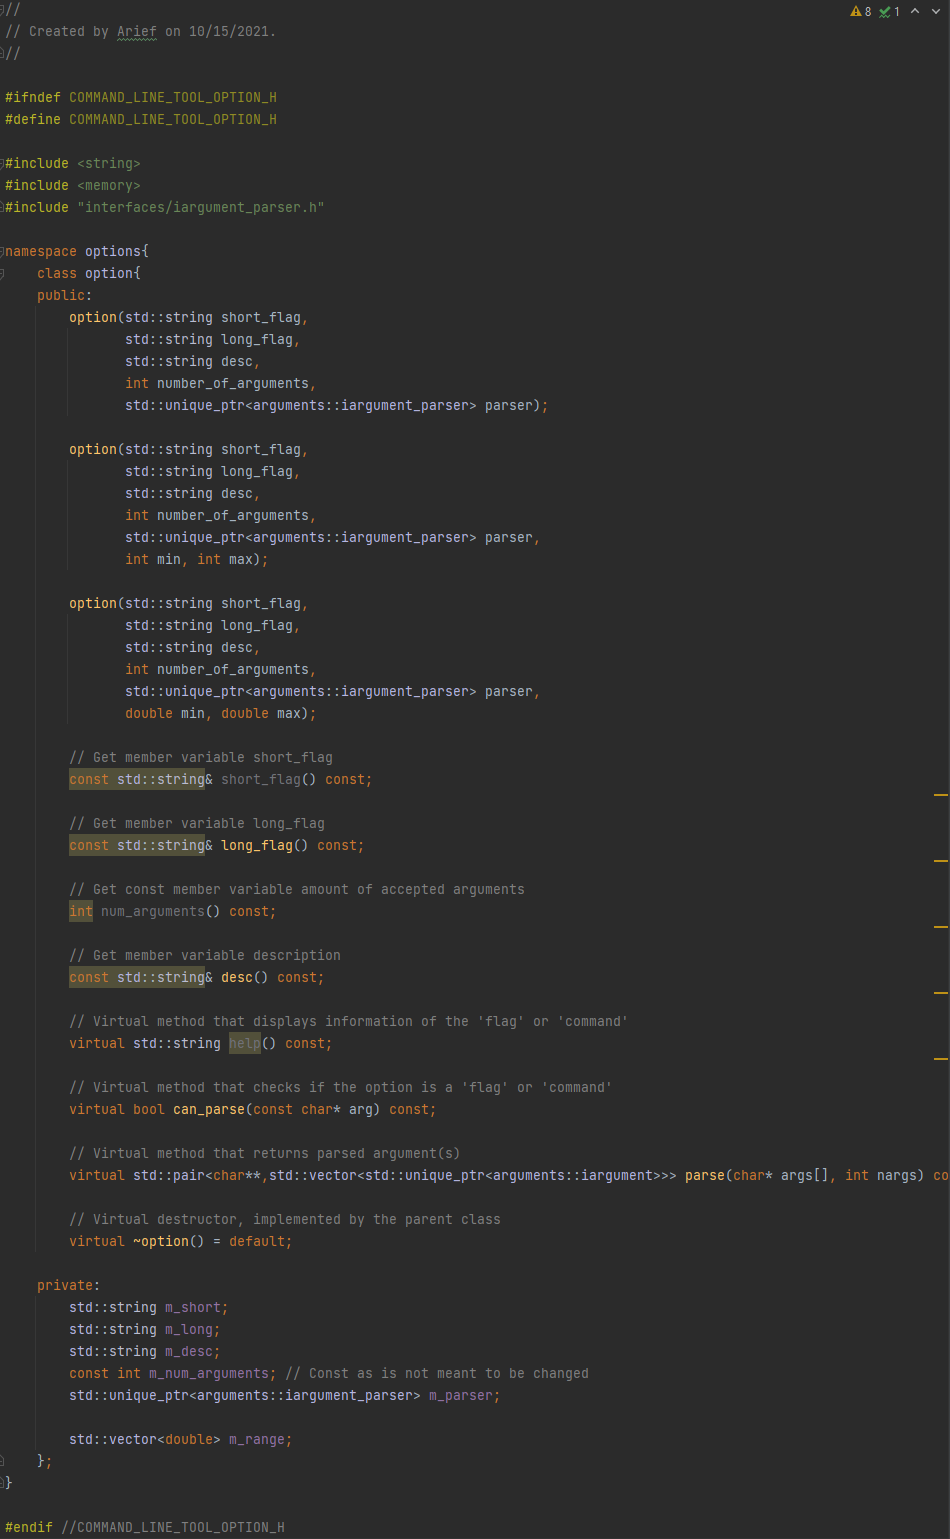 //
// Created by Arief on 10/15/2021.
//
8 1
#ifndef COMMAND_LINE_TOOL_OPTION_H
#define COMMAND_LINE_TOOL_OPTION_H
#include <string>
#include <memory>
#include "interfaces/iargument_parser.h"
namespace options{
class option{
public:
option(std::string short_flag,
std::string long_flag,
std::string desc,
int number_of_arguments,
std::unique_ptr<arguments::iargument_parser> parser);
option(std::string short_flag,
std::string long_flag,
std::string desc,
int number_of_arguments,
std::unique_ptr<arguments::iargument_parser> parser,
int min, int max);
option(std::string short_flag,
std::string long_flag,
std::string desc,
int number_of_arguments,
std::unique_ptr<arguments::iargument_parser> parser,
double min, double max);
// Get member variable short_flag
const std::string& short_flag() const;
// Get member variable long_flag
const std::string& long_flag() const;
// Get const member variable amount of accepted arguments
int num_arguments() const;
// Get member variable description
const std::string& desc() const;
// Virtual method that displays information of the 'flag' or 'command'
virtual std::string help() const;
// Virtual method that checks if the option is a 'flag' or 'command'
virtual bool can_parse(const char* arg) const;
// Virtual method that returns parsed argument(s)
virtual std::pair<char**,std::vector<std::unique_ptr<arguments::iargument>>> parse(char* args[], int nargs) co
// Virtual destructor, implemented by the parent class
virtual ~option() = default;
private:
std::string m_short;
std::string m_long;
std::string m_desc;
const int m_num_arguments; // Const as is not meant to be changed
std::unique_ptr<arguments::iargument_parser> m_parser;
std::vector<double> m_range;
};
}
#endif //COMMAND_LINE_TOOL_OPTION_H